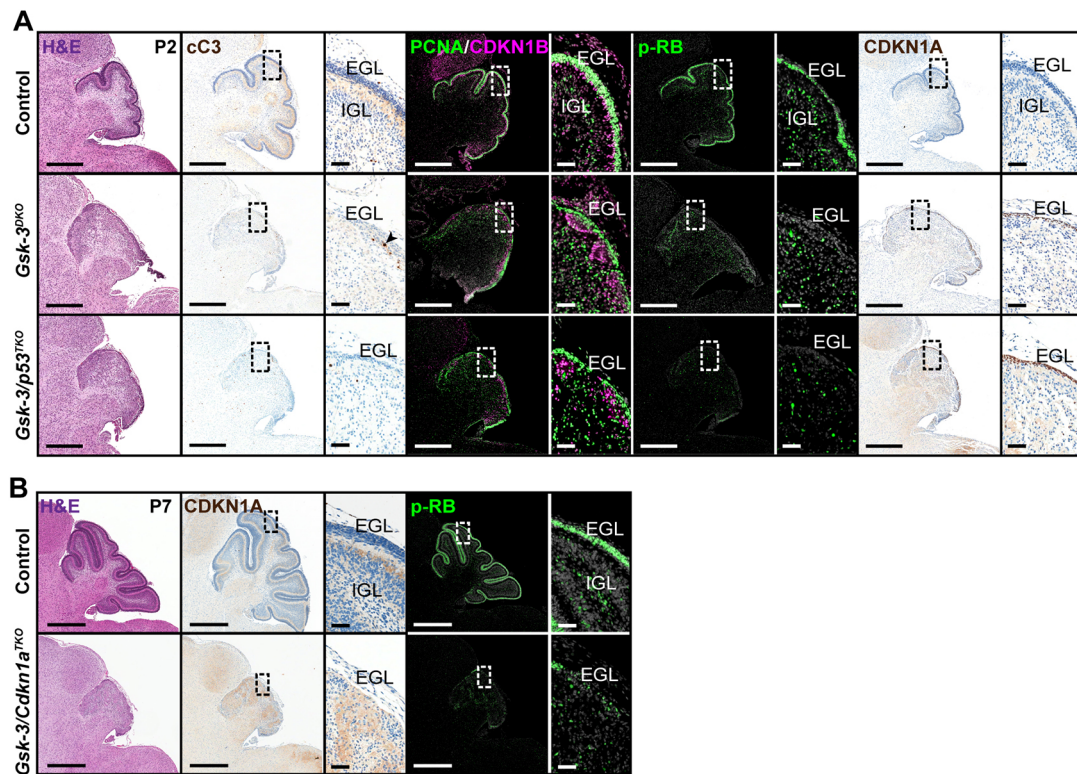 A
H&E P2 cC3 PCNA/CDKN1B p-RB CDKN1A
Control
EGL IGL EGL IGL EGL IGL EGL IGL
Gsk-3ᴰᴷᴼ
EGL EGL EGL EGL
Gsk-3/p53ᵀᴷᴼ
EGL EGL EGL EGL
B
H&E P7 CDKN1A p-RB
Control
EGL IGL EGL IGL
Gsk-3/Cdkn1aᵀᴷᴼ
EGL EGL